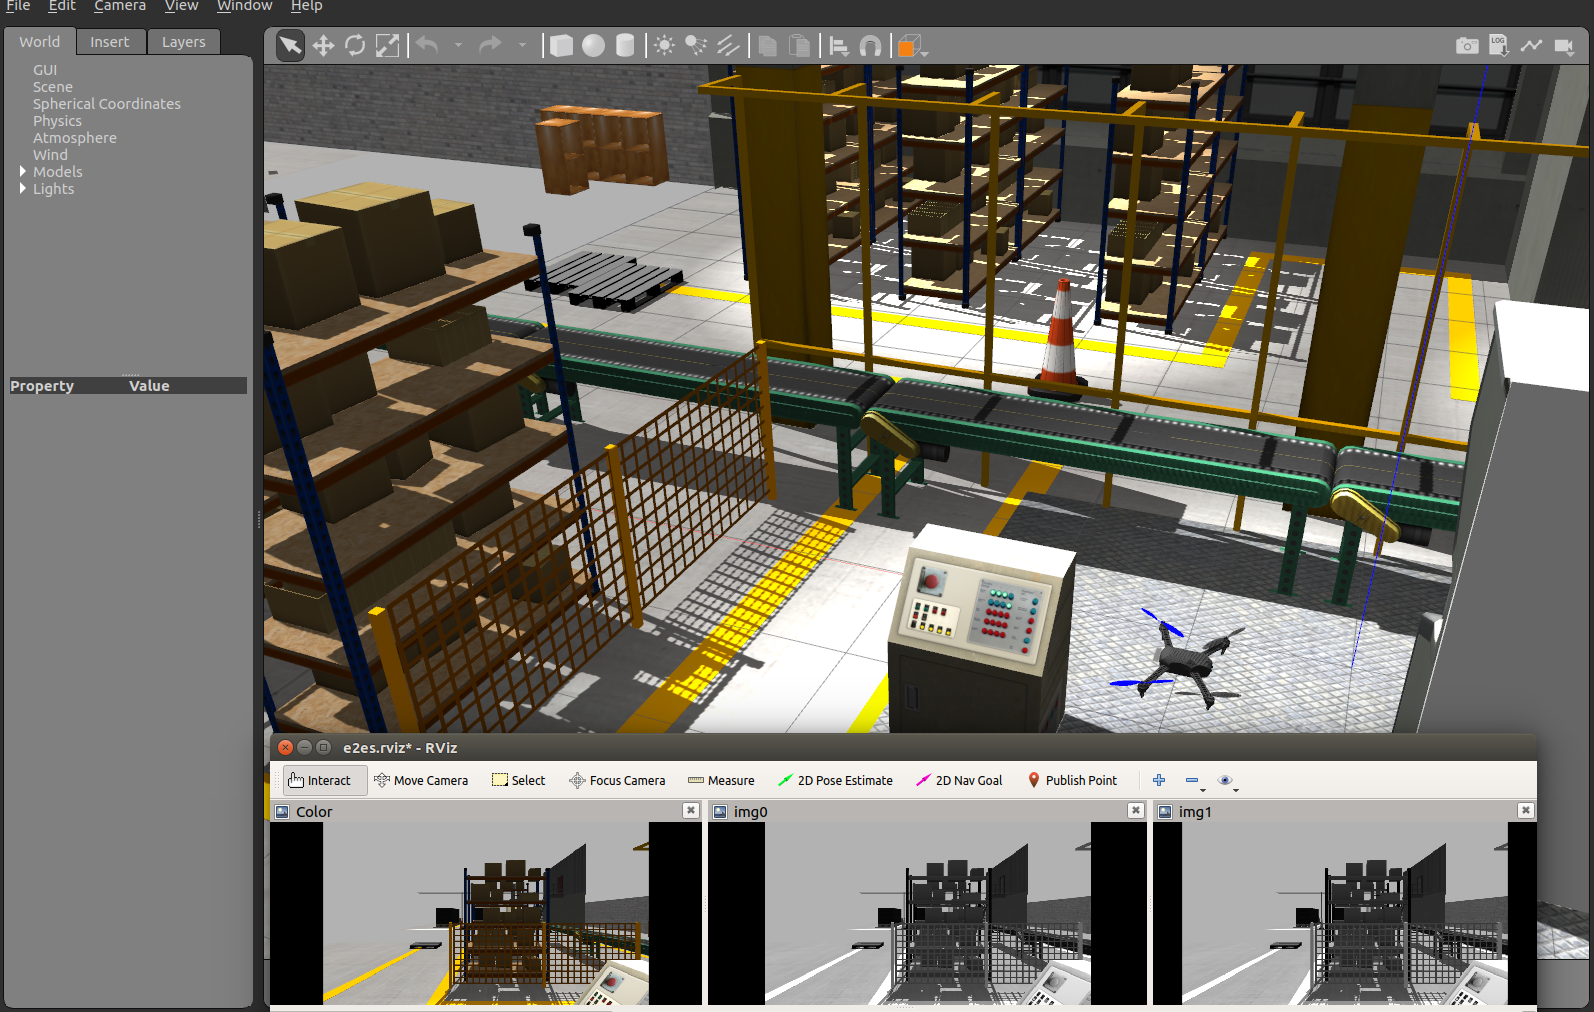 File Edit Camera View Window Help
World Insert Layers
GUI
Scene
Spherical Coordinates
Physics
Atmosphere
Wind
Models
Lights
Property Value
LOG
e2es.rviz* - RViz
Interact Move Camera Select Focus Camera Measure 2D Pose Estimate 2D Nav Goal Publish Point
Color img0 img1